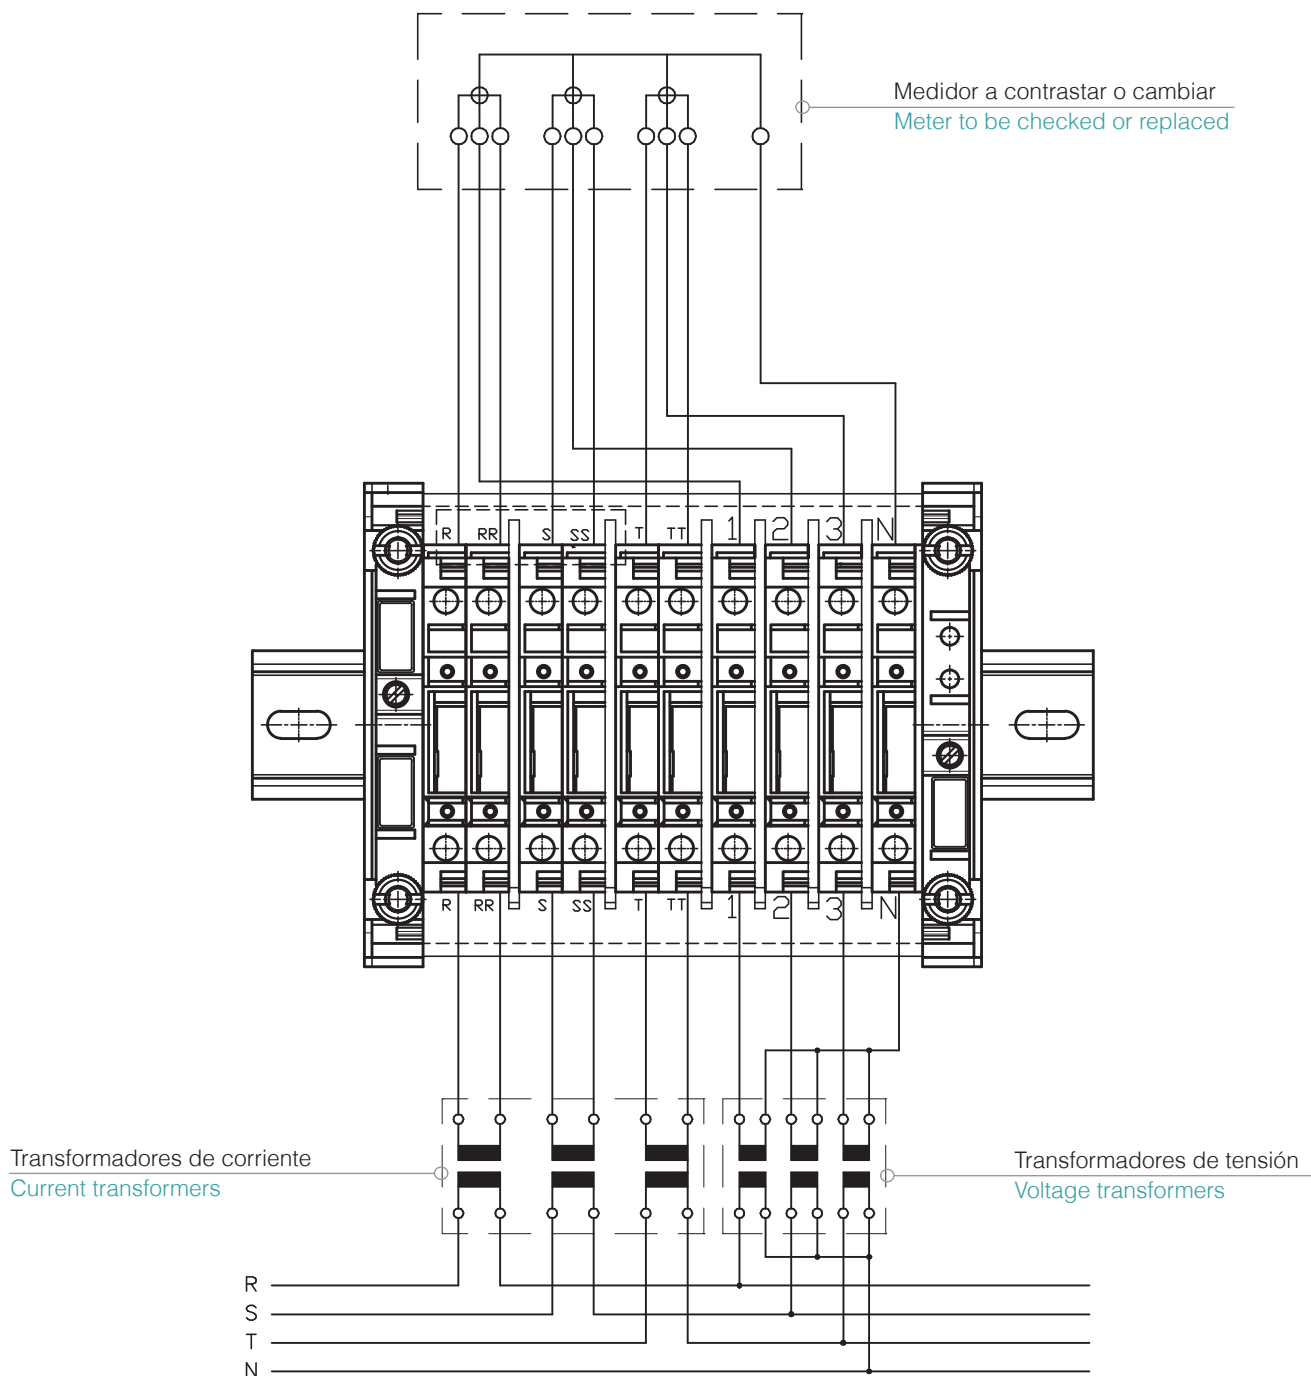 Medidor a contrastar o cambiar
Meter to be checked or replaced
R RR S SS T TT 1 2 3 N
R RR S SS T TT 1 2 3 N
Transformadores de corriente
Current transformers
Transformadores de tensión
Voltage transformers
R
S
T
N